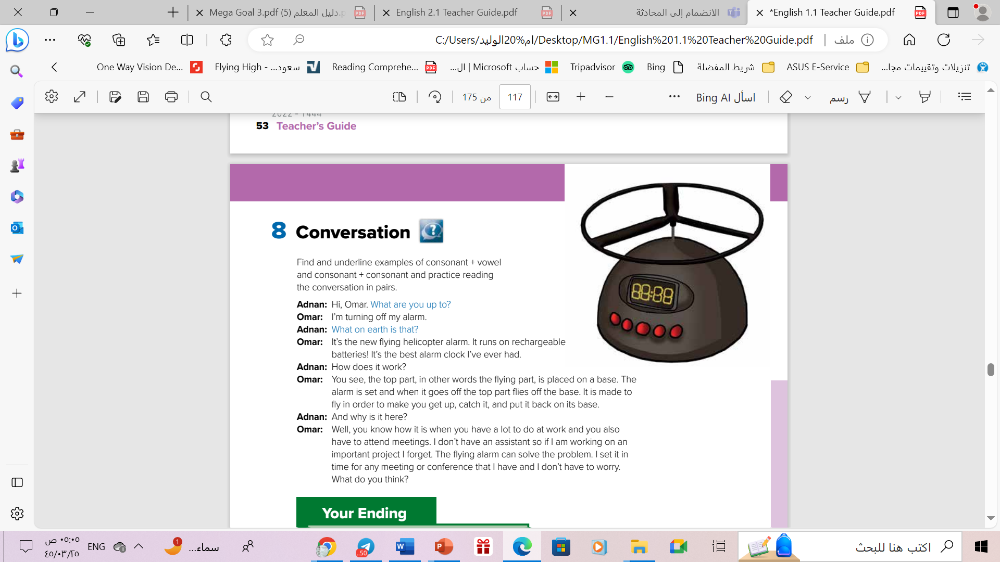 Mega Goal 3.pdf (5) دليل المعلم.p
English 2.1 Teacher Guide.pdf
الانضمام إلى المحادثة
*English 1.1 Teacher Guide.pdf
C:/Users/ام%20الوليد/Desktop/MG1.1/English%201.1%20Teacher%20Guide.pdf
ملف
One Way Vision De...
Flying High - سعود...
Reading Comprehe...
حساب Microsoft | ال...
Tripadvisor
Bing
شريط المفضلة
ASUS E-Service
تنزيلات وتقييمات مجا...
117 من 175
اسأل Bing AI
رسم
2022 - 1444
53 Teacher's Guide
8 Conversation
Find and underline examples of consonant + vowel
and consonant + consonant and practice reading
the conversation in pairs.
Adnan: Hi, Omar. What are you up to?
Omar: I'm turning off my alarm.
Adnan: What on earth is that?
Omar: It's the new flying helicopter alarm. It runs on rechargeable
batteries! It's the best alarm clock I've ever had.
Adnan: How does it work?
Omar: You see, the top part, in other words the flying part, is placed on a base. The
alarm is set and when it goes off the top part flies off the base. It is made to
fly in order to make you get up, catch it, and put it back on its base.
Adnan: And why is it here?
Omar: Well, you know how it is when you have a lot to do at work and you also
have to attend meetings. I don't have an assistant so if I am working on an
important project I forget. The flying alarm can solve the problem. I set it in
time for any meeting or conference that I have and I don't have to worry.
What do you think?
Your Ending
٠٥:٠٥ ص
٤٥/٠٣/٢٥
ENG
سماء...
اكتب هنا للبحث